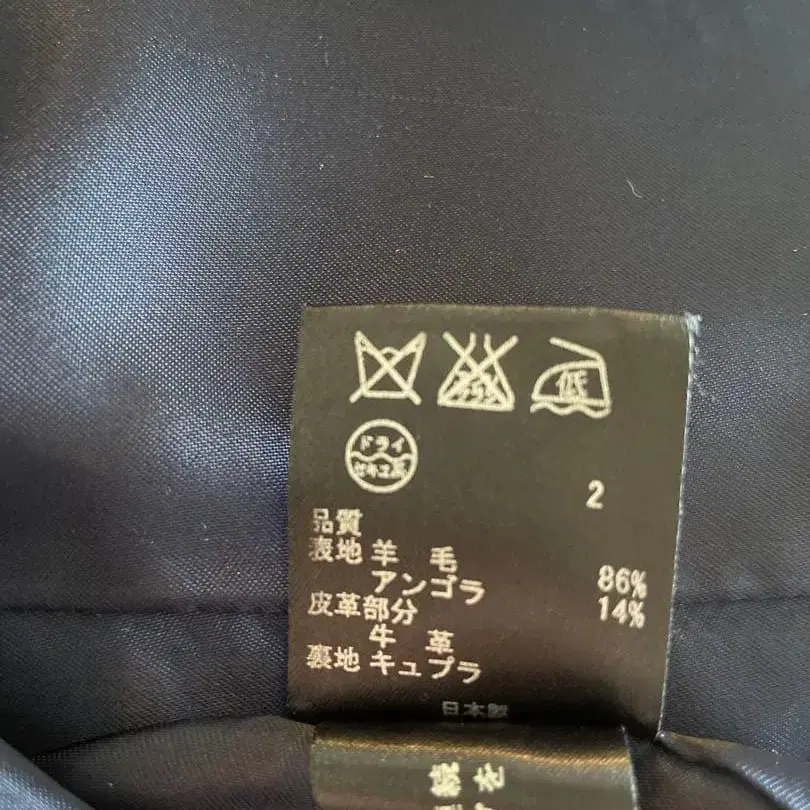 低
ドライ
セキユ系
2
品質
表地 羊 毛 86%
アンゴラ 14%
皮革部分
牛 革
裏地 キュプラ
日本製